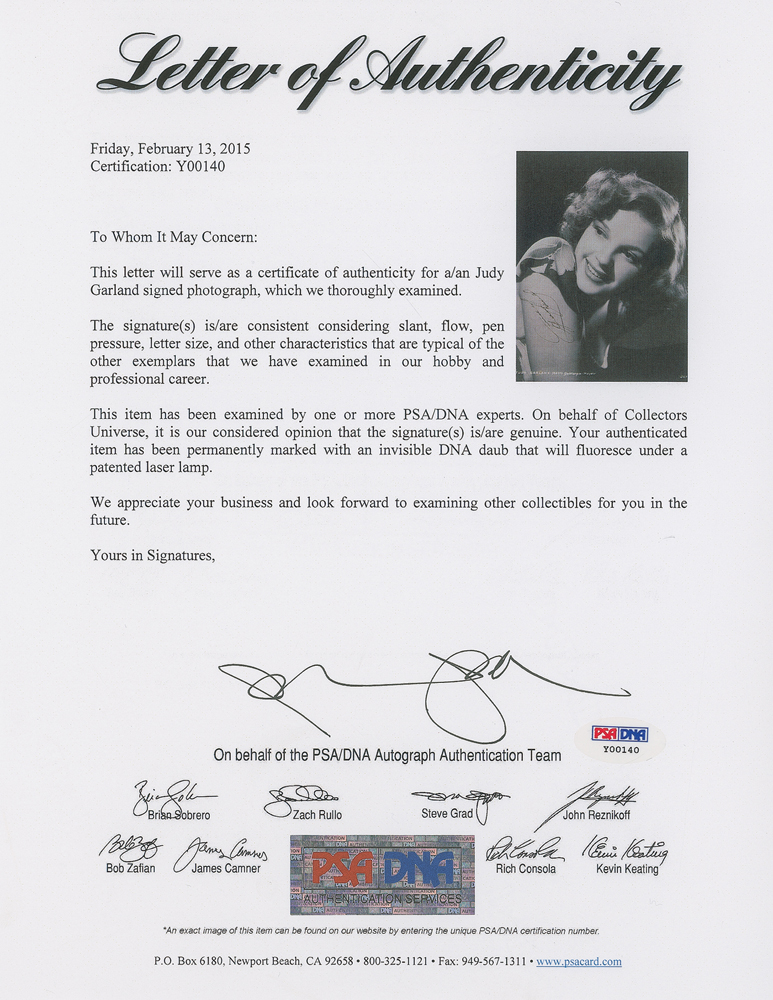 Letter of Authenticity
Friday, February 13, 2015
Certification: Y00140
To Whom It May Concern:
This letter will serve as a certificate of authenticity for a/an Judy
Garland signed photograph, which we thoroughly examined.
The signature(s) is/are consistent considering slant, flow, pen
pressure, letter size, and other characteristics that are typical of the
other exemplars that we have examined in our hobby and
professional career.
This item has been examined by one or more PSA/DNA experts. On behalf of Collectors
Universe, it is our considered opinion that the signature(s) is/are genuine. Your authenticated
item has been permanently marked with an invisible DNA daub that will fluoresce under a
patented laser lamp.
We appreciate your business and look forward to examining other collectibles for you in the
future.
Yours in Signatures,
PSA DNA
Y00140
On behalf of the PSA/DNA Autograph Authentication Team
Brian Sobrero Zach Rullo Steve Grad John Reznikoff
Bob Zafian James Camner Rich Consola Kevin Keating
PSA DNA
AUTHENTICATION SERVICES
*An exact image of this item can be found on our website by entering the unique PSA/DNA certification number.
P.O. Box 6180, Newport Beach, CA 92658 • 800-325-1121 • Fax: 949-567-1311 • www.psacard.com